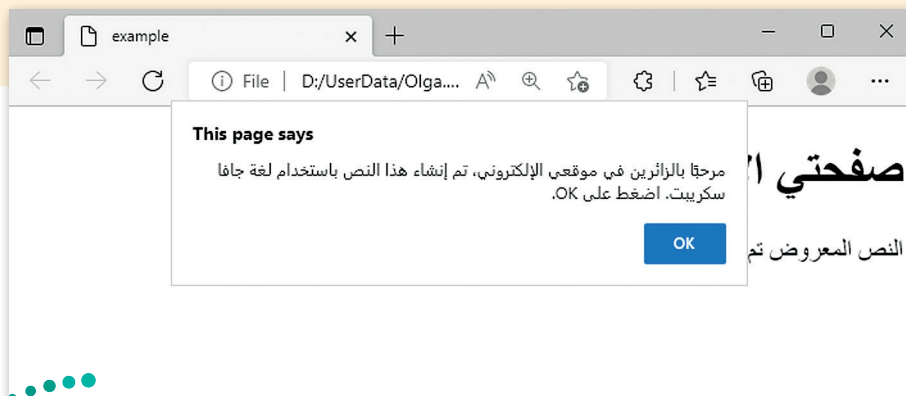 example
File
D:/UserData/Olga....
This page says
مرحبًا بالزائرين في موقعي الإلكتروني، تم إنشاء هذا النص باستخدام لغة جافا
سكريبت. اضغط على OK.
OK
صفحتي
النص المعروض تم